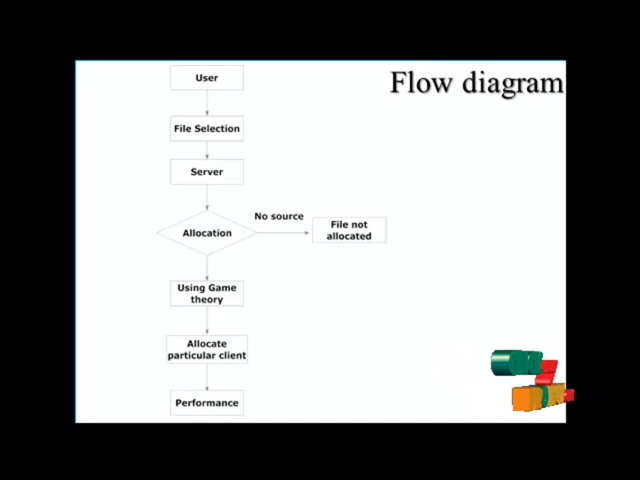 Flow diagram
User
File Selection
Server
Allocation
No source
File not
allocated
Using Game
theory
Allocate
particular client
Performance